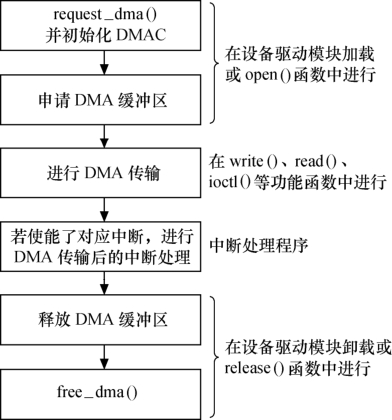 request_dma()
并初始化 DMAC
在设备驱动模块加载
或 open()函数中进行
申请 DMA 缓冲区
进行 DMA 传输
在 write()、read()、
ioctl()等功能函数中进行
若使能了对应中断，进行
DMA 传输后的中断处理
中断处理程序
释放 DMA 缓冲区
在设备驱动模块卸载或
release()函数中进行
free_dma()